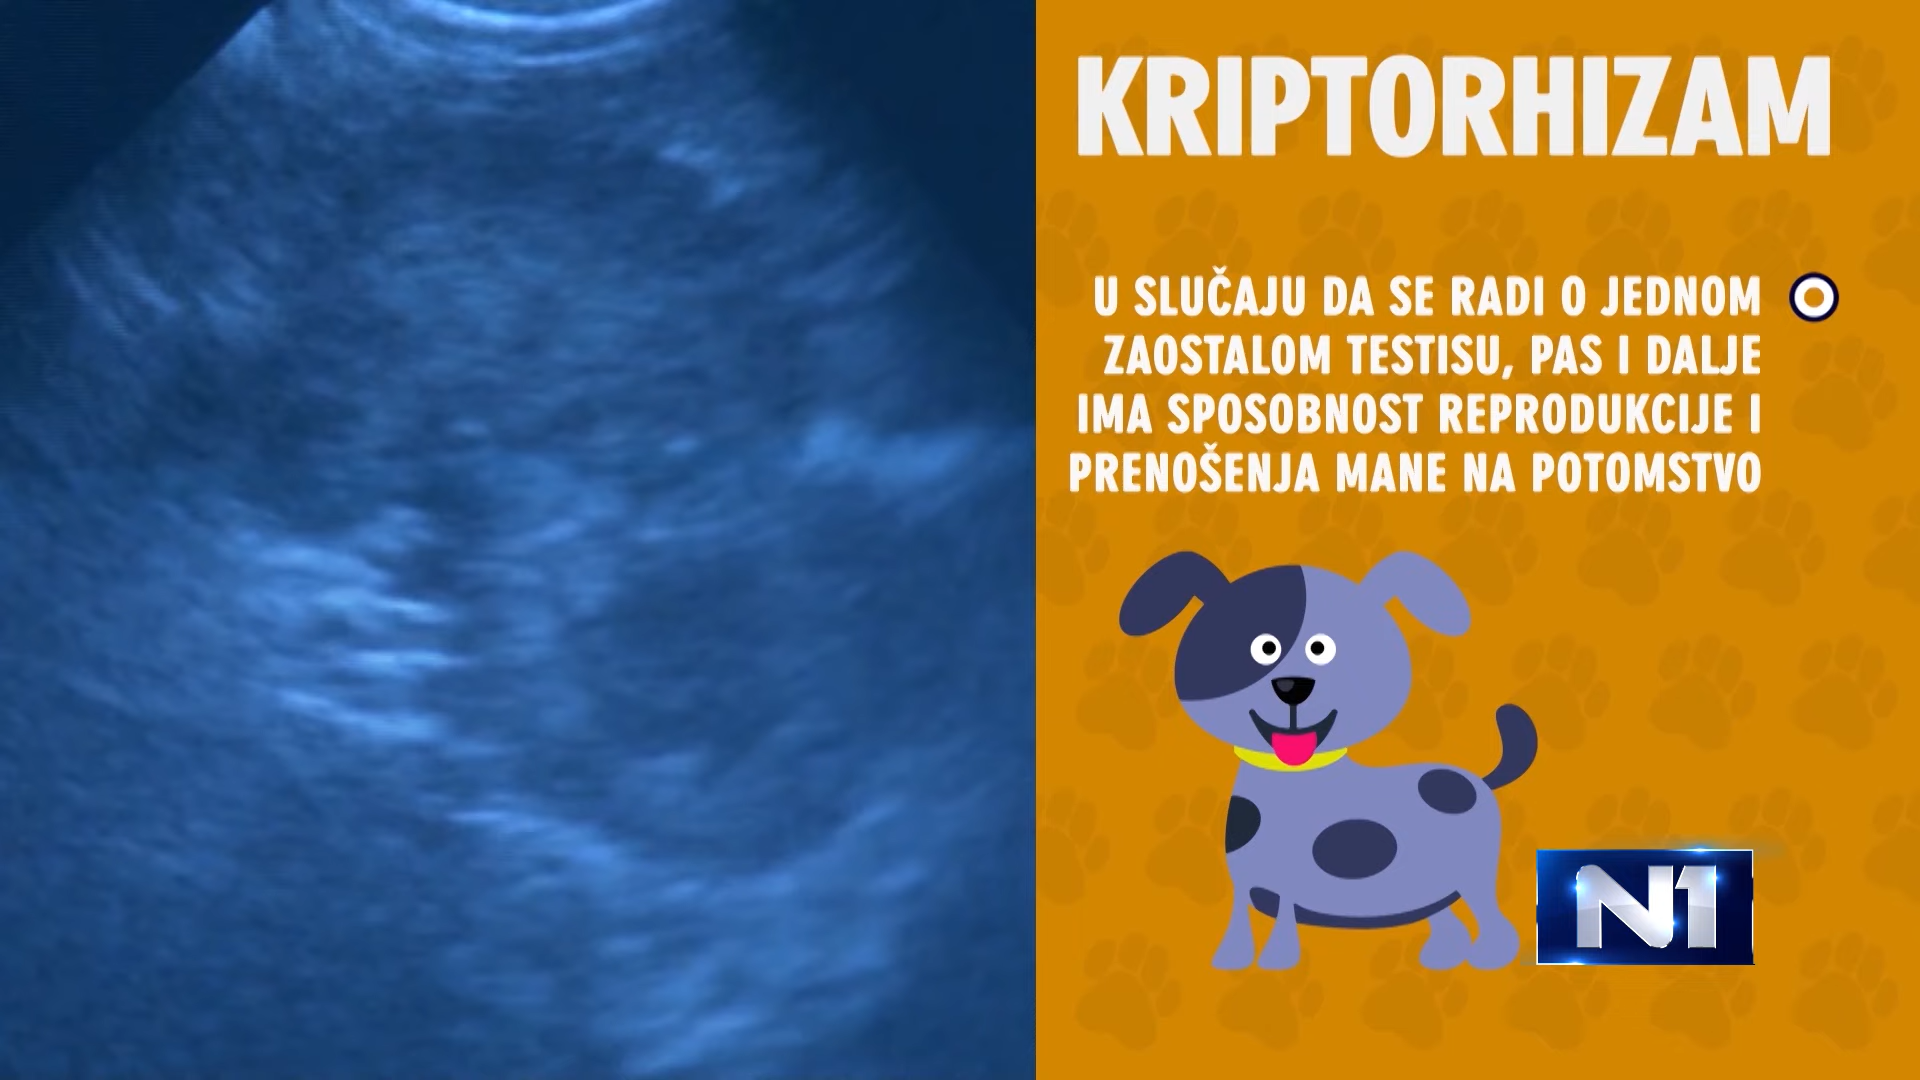 KRIPTORHIZAM
U SLUČAJU DA SE RADI O JEDNOM
ZAOSTALOM TESTISU, PAS I DALJE
IMA SPOSOBNOST REPRODUKCIJE I
PRENOŠENJA MANE NA POTOMSTVO
N1